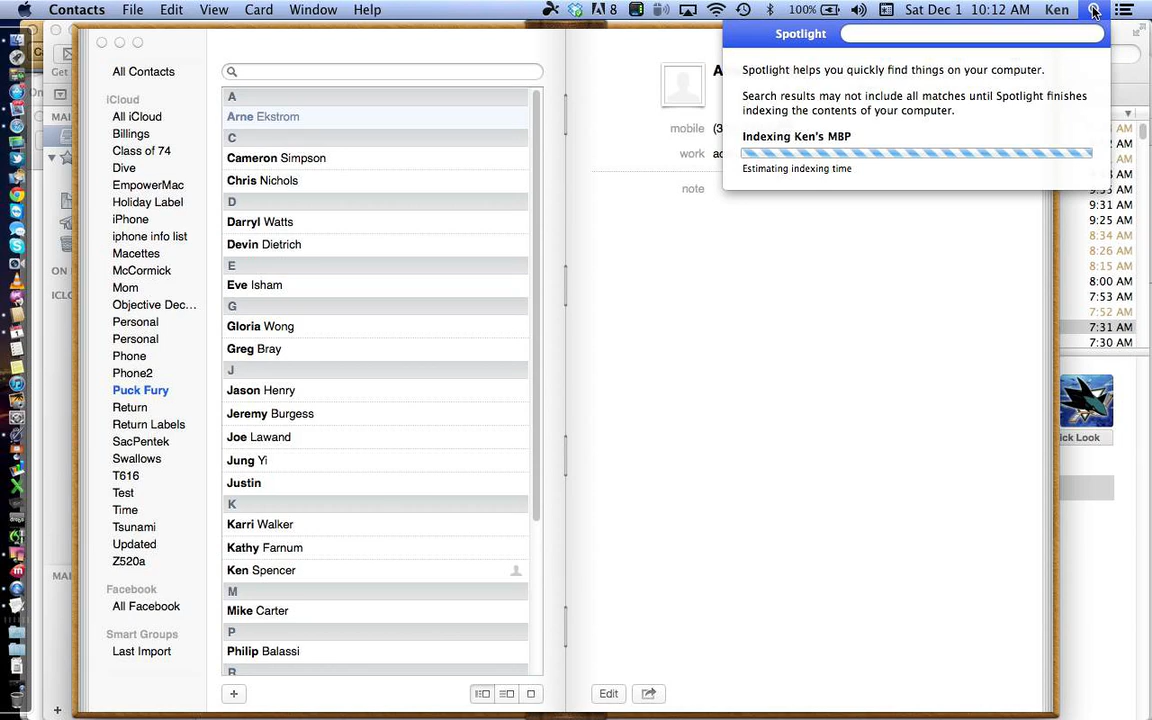 Contacts File Edit View Card Window Help
8 100% Sat Dec 1 10:12 AM Ken
Spotlight
Spotlight helps you quickly find things on your computer.
Search results may not include all matches until Spotlight finishes
indexing the contents of your computer.
Indexing Ken's MBP
Estimating indexing time
Get
MAI
ON
ICLO
MAI
All Contacts
iCloud
All iCloud
Billings
Class of 74
Dive
EmpowerMac
Holiday Label
iPhone
iphone info list
Macettes
McCormick
Mom
Objective Dec...
Personal
Personal
Phone
Phone2
Puck Fury
Return
Return Labels
SacPentek
Swallows
T616
Test
Time
Tsunami
Updated
Z520a
Facebook
All Facebook
Smart Groups
Last Import
A
Arne Ekstrom
C
Cameron Simpson
Chris Nichols
D
Darryl Watts
Devin Dietrich
E
Eve Isham
G
Gloria Wong
Greg Bray
J
Jason Henry
Jeremy Burgess
Joe Lawand
Jung Yi
Justin
K
Karri Walker
Kathy Farnum
Ken Spencer
M
Mike Carter
P
Philip Balassi
R
mobile (3
work
note
Edit
9:31 AM
9:25 AM
8:34 AM
8:26 AM
8:15 AM
8:00 AM
7:53 AM
7:52 AM
7:31 AM
7:30 AM
ick Look